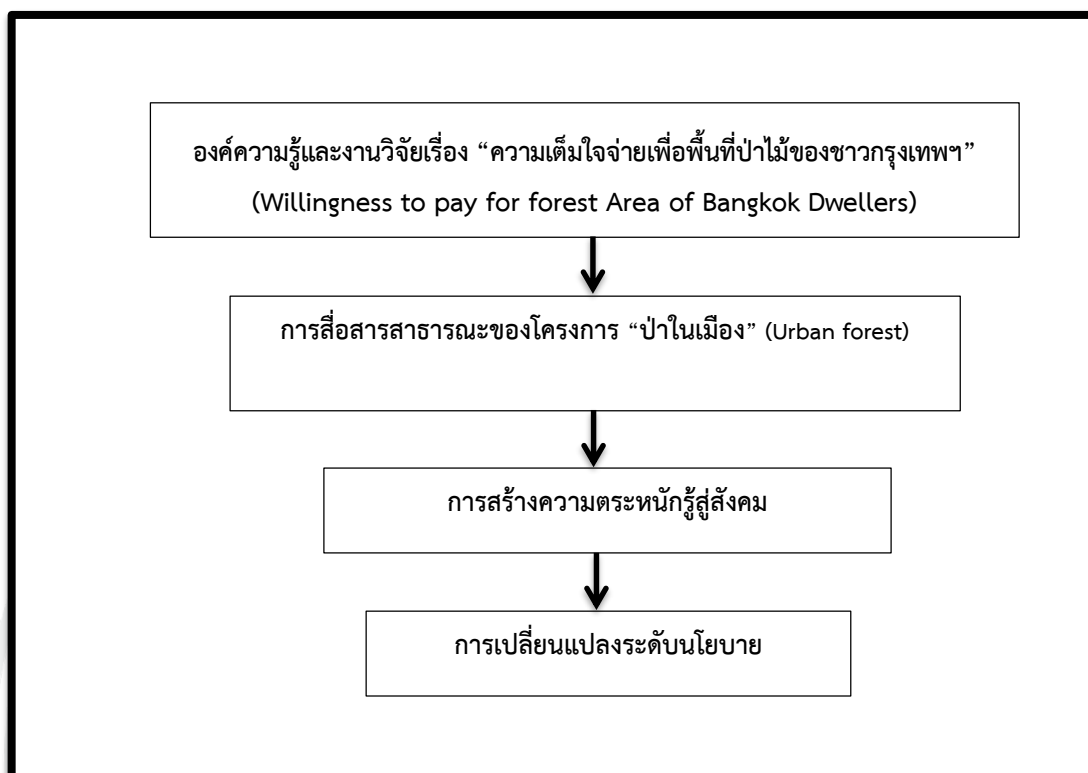 องค์ความรู้และงานวิจัยเรื่อง “ความเต็มใจจ่ายเพื่อพื้นที่ป่าไม้ของชาวกรุงเทพฯ”
(Willingness to pay for forest Area of Bangkok Dwellers)
การสื่อสารสาธารณะของโครงการ “ป่าในเมือง” (Urban forest)
การสร้างความตระหนักรู้สู่สังคม
การเปลี่ยนแปลงระดับนโยบาย